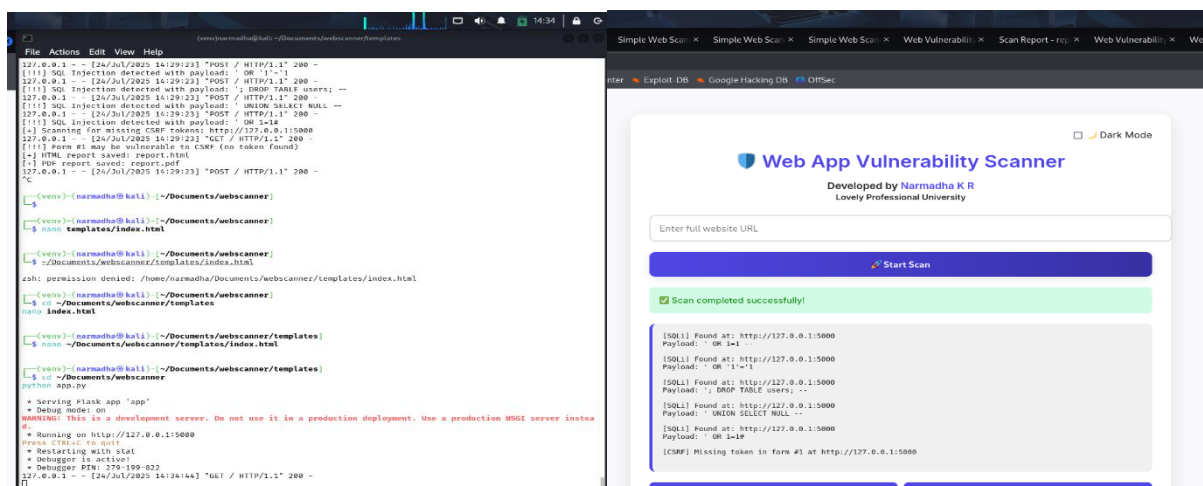 14:34
(venv)narmadha@kali: ~/Documents/webscanner/templates
File Actions Edit View Help
127.0.0.1 - - [24/Jul/2025 14:29:23] "POST / HTTP/1.1" 200 -
[!!!] SQL Injection detected with payload: ' OR '1'='1
127.0.0.1 - - [24/Jul/2025 14:29:23] "POST / HTTP/1.1" 200 -
[!!!] SQL Injection detected with payload: '; DROP TABLE users; --
127.0.0.1 - - [24/Jul/2025 14:29:23] "POST / HTTP/1.1" 200 -
[!!!] SQL Injection detected with payload: ' UNION SELECT NULL --
127.0.0.1 - - [24/Jul/2025 14:29:23] "POST / HTTP/1.1" 200 -
[!!!] SQL Injection detected with payload: ' OR 1=1#
[+] Scanning for missing CSRF tokens: http://127.0.0.1:5000
127.0.0.1 - - [24/Jul/2025 14:29:23] "GET / HTTP/1.1" 200 -
[!!!] Form #1 may be vulnerable to CSRF (no token found)
[+] HTML report saved: report.html
[+] PDF report saved: report.pdf
127.0.0.1 - - [24/Jul/2025 14:29:23] "POST / HTTP/1.1" 200 -
^C
(venv)-(narmadha㉿kali)-[~/Documents/webscanner]
$
(venv)-(narmadha㉿kali)-[~/Documents/webscanner]
$ nano templates/index.html
(venv)-(narmadha㉿kali)-[~/Documents/webscanner]
$ ~/Documents/webscanner/templates/index.html
zsh: permission denied: /home/narmadha/Documents/webscanner/templates/index.html
(venv)-(narmadha㉿kali)-[~/Documents/webscanner]
$ cd ~/Documents/webscanner/templates
nano index.html
(venv)-(narmadha㉿kali)-[~/Documents/webscanner/templates]
$ nano ~/Documents/webscanner/templates/index.html
(venv)-(narmadha㉿kali)-[~/Documents/webscanner/templates]
$ cd ~/Documents/webscanner
python app.py
* Serving Flask app 'app'
* Debug mode: on
WARNING: This is a development server. Do not use it in a production deployment. Use a production WSGI server instea
d.
* Running on http://127.0.0.1:5000
Press CTRL+C to quit
* Restarting with stat
* Debugger is active!
* Debugger PIN: 279-199-822
127.0.0.1 - - [24/Jul/2025 14:34:44] "GET / HTTP/1.1" 200 -
Simple Web Scan × Simple Web Scan × Simple Web Scan × Web Vulnerability × Scan Report - rep × Web Vulnerability × We
nter Exploit-DB Google Hacking DB OffSec
🌙 Dark Mode
🛡️ Web App Vulnerability Scanner
Developed by Narmadha K R
Lovely Professional University
Enter full website URL
🚀 Start Scan
✅ Scan completed successfully!
[SQLi] Found at: http://127.0.0.1:5000
Payload: ' OR 1=1 --
[SQLi] Found at: http://127.0.0.1:5000
Payload: ' OR '1'='1
[SQLi] Found at: http://127.0.0.1:5000
Payload: '; DROP TABLE users; --
[SQLi] Found at: http://127.0.0.1:5000
Payload: ' UNION SELECT NULL --
[SQLi] Found at: http://127.0.0.1:5000
Payload: ' OR 1=1#
[CSRF] Missing token in form #1 at http://127.0.0.1:5000